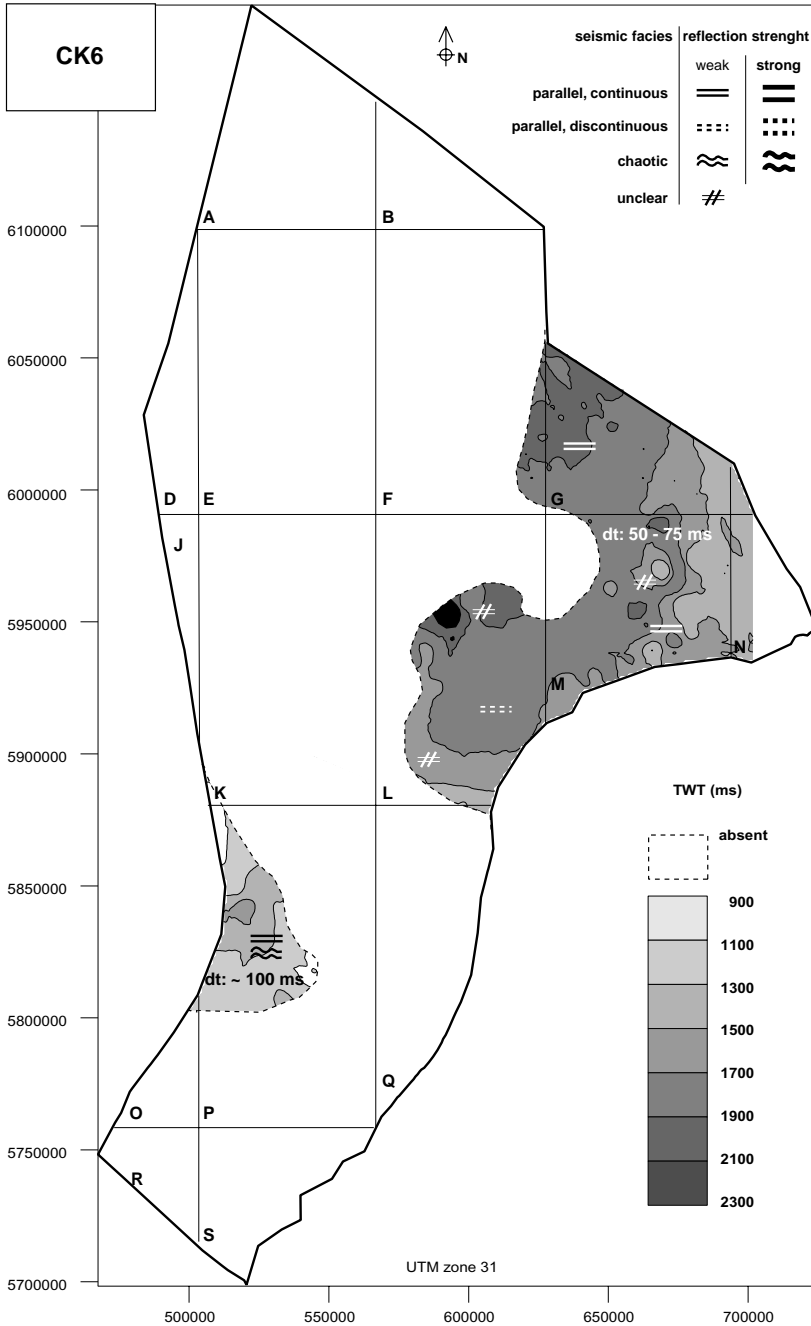 CK6
N
seismic facies reflection strenght
weak strong
parallel, continuous
parallel, discontinuous
chaotic
unclear
A B
6100000
6050000
6000000
D E F G
J
dt: 50 - 75 ms
5950000
N
M
5900000
K L
TWT (ms)
absent
5850000
900
1100
dt: ~ 100 ms
1300
5800000
1500
1700
Q
O P
1900
5750000
R
2100
2300
S
UTM zone 31
5700000
500000 550000 600000 650000 700000